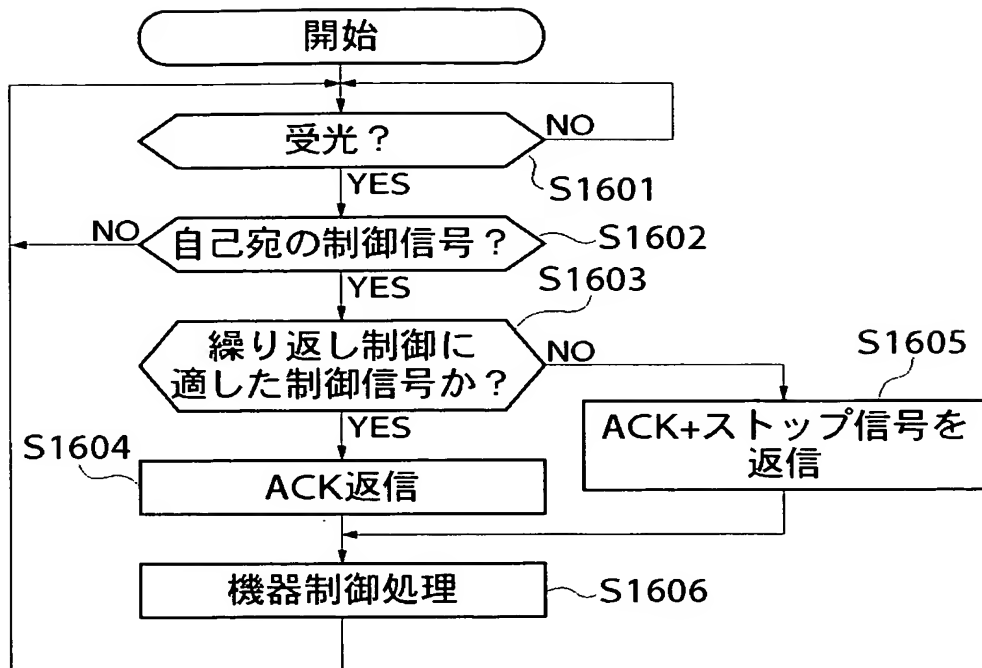 開始
受光？
NO
S1601
YES
NO
自己宛の制御信号？
S1602
YES
S1603
繰り返し制御に
適した制御信号か？
NO
S1605
YES
ACK+ストップ信号を
返信
S1604
ACK返信
機器制御処理
S1606